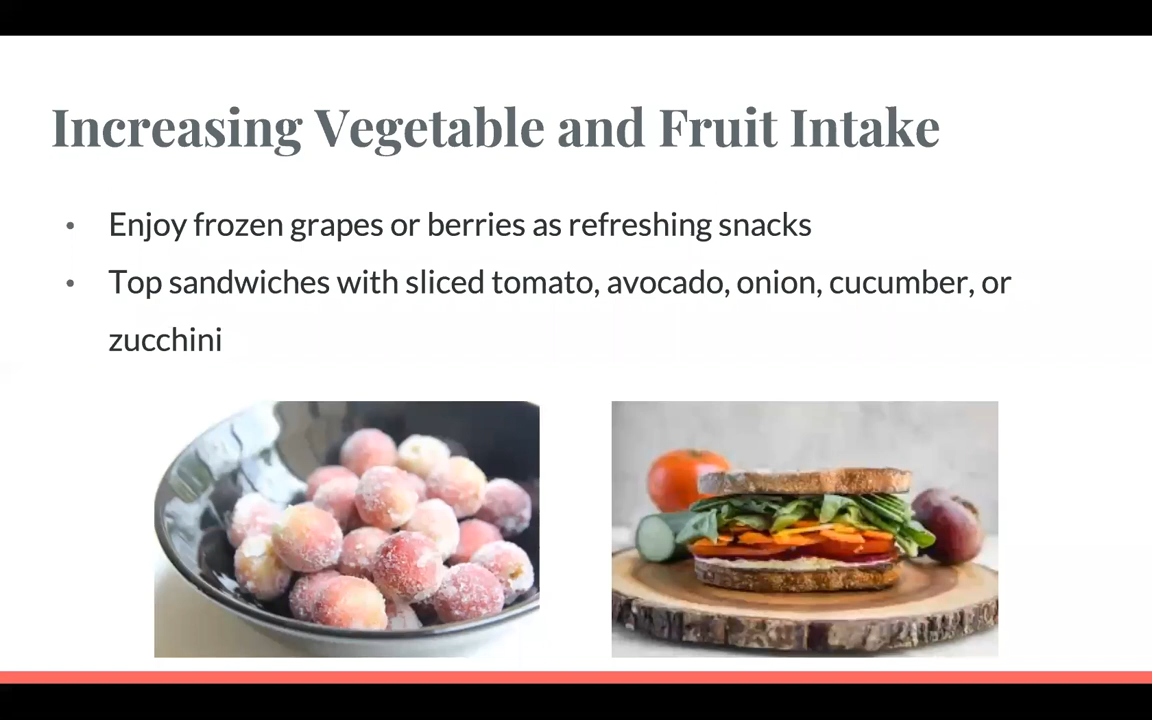 Increasing Vegetable and Fruit Intake
• Enjoy frozen grapes or berries as refreshing snacks
• Top sandwiches with sliced tomato, avocado, onion, cucumber, or
zucchini